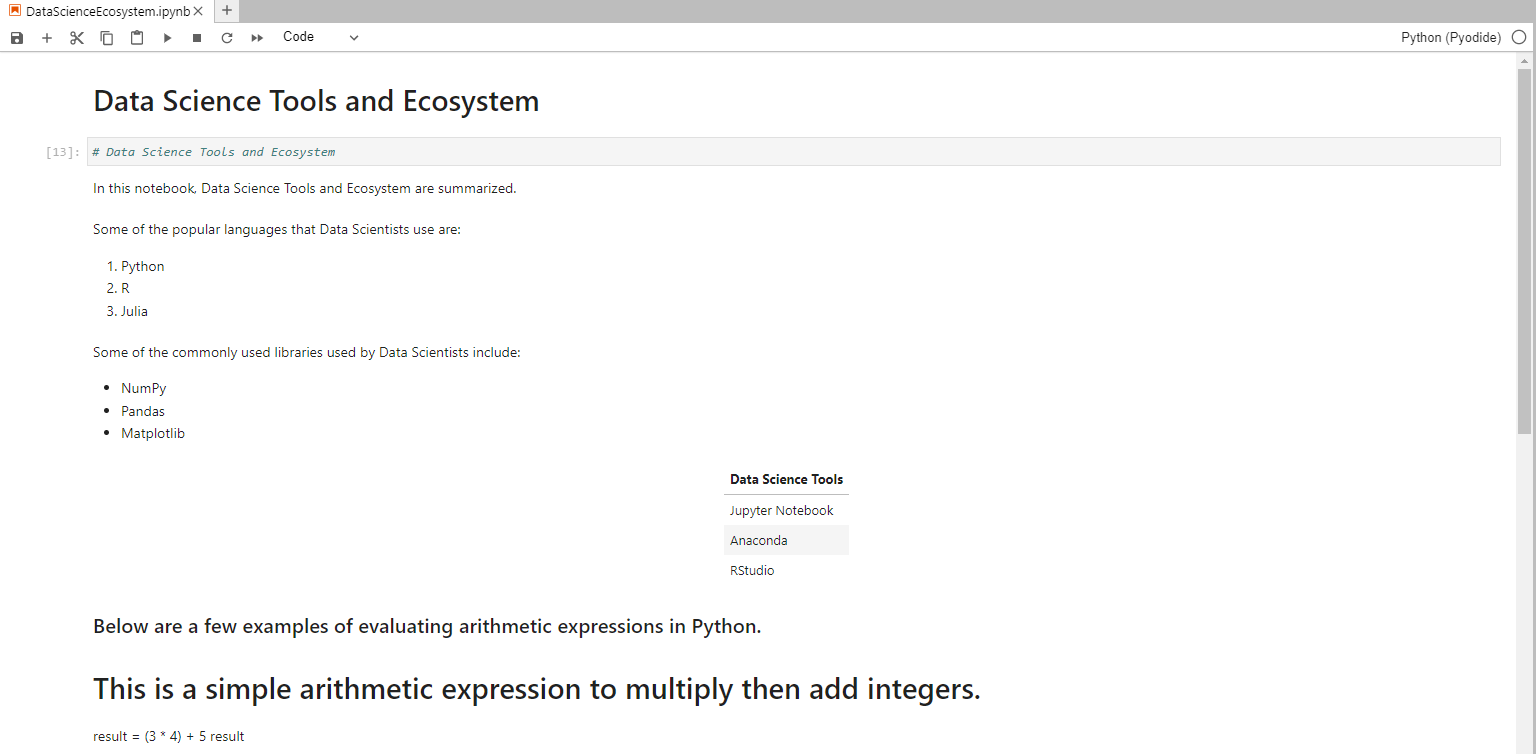 DataScienceEcosystem.ipynb
Code
Python (Pyodide)
Data Science Tools and Ecosystem
[13]: # Data Science Tools and Ecosystem
In this notebook, Data Science Tools and Ecosystem are summarized.
Some of the popular languages that Data Scientists use are:
1. Python
2. R
3. Julia
Some of the commonly used libraries used by Data Scientists include:
• NumPy
• Pandas
• Matplotlib
Data Science Tools
Jupyter Notebook
Anaconda
RStudio
Below are a few examples of evaluating arithmetic expressions in Python.
This is a simple arithmetic expression to multiply then add integers.
result = (3 * 4) + 5 result